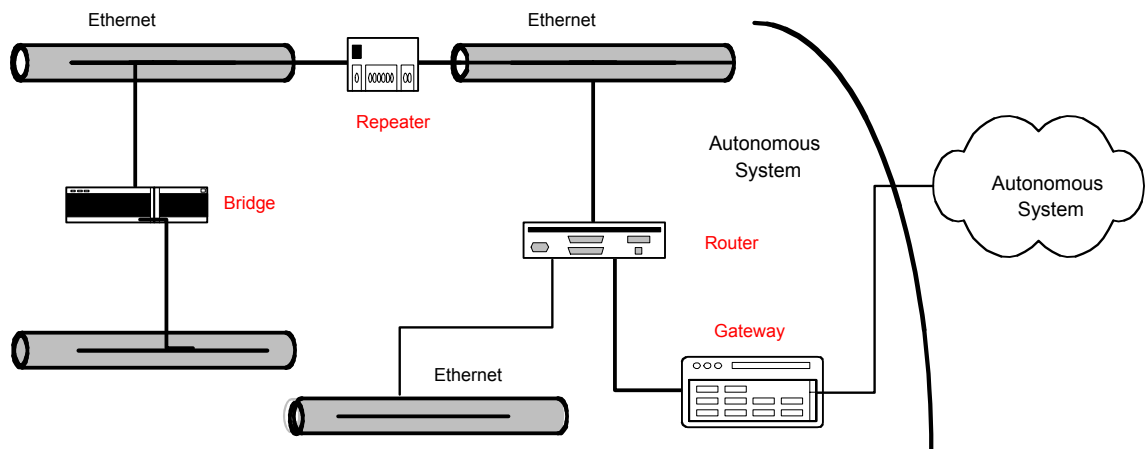 Ethernet
Ethernet
Repeater
Autonomous
System
Autonomous
System
Bridge
Router
Gateway
Ethernet